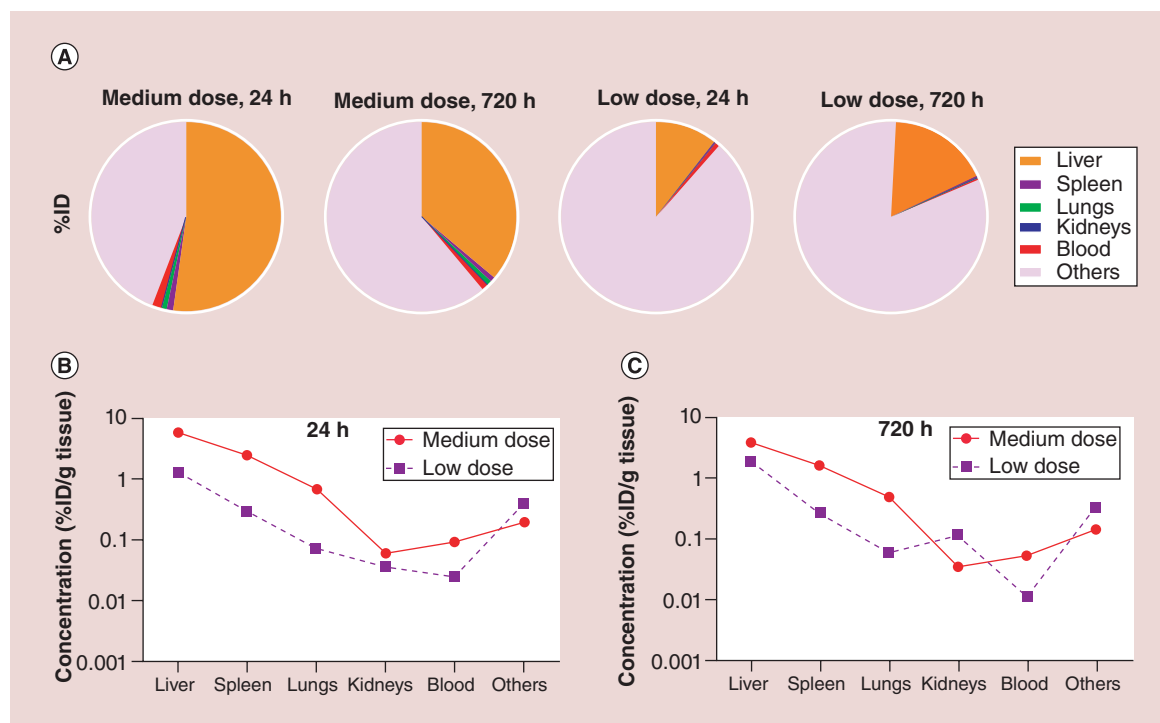 A
Medium dose, 24 h
Medium dose, 720 h
Low dose, 24 h
Low dose, 720 h
%ID
Liver
Spleen
Lungs
Kidneys
Blood
Others
B
Concentration (%ID/g tissue)
24 h
Medium dose
Low dose
10
1
0.1
0.01
0.001
Liver
Spleen
Lungs
Kidneys
Blood
Others
C
Concentration (%ID/g tissue)
720 h
Medium dose
Low dose
10
1
0.1
0.01
0.001
Liver
Spleen
Lungs
Kidneys
Blood
Others